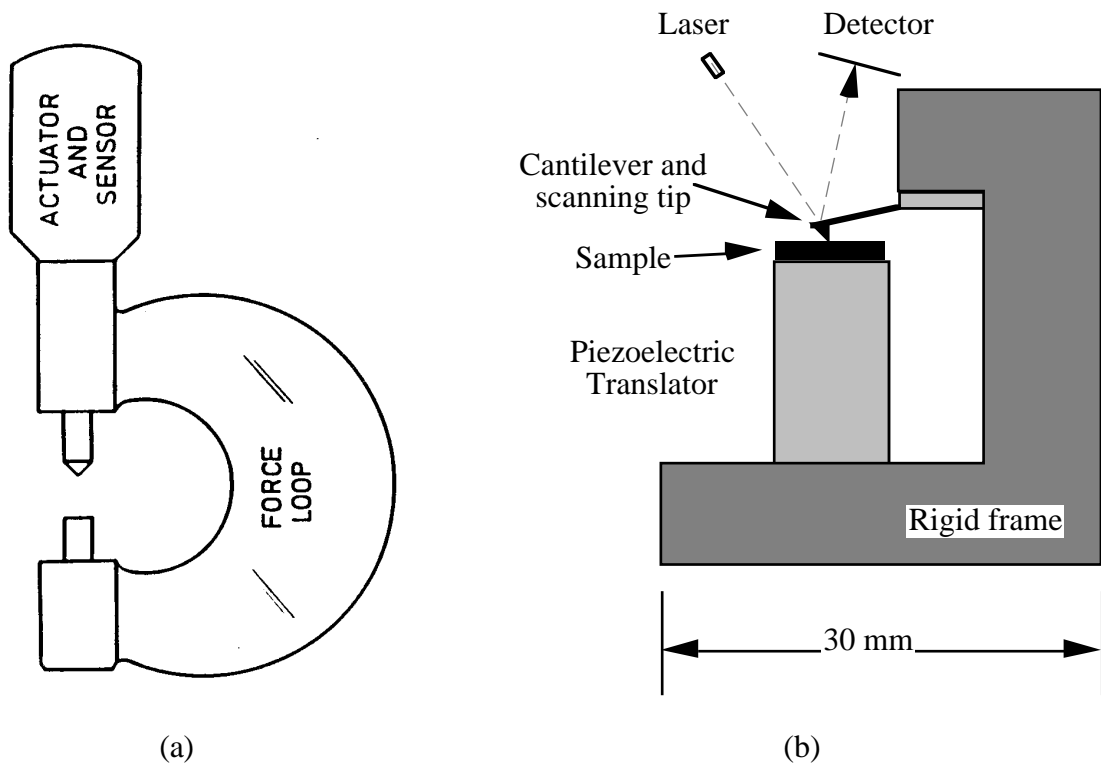 ACTUATOR
AND
SENSOR
FORCE
LOOP
(a)
Laser
Detector
Cantilever and
scanning tip
Sample
Piezoelectric
Translator
Rigid frame
30 mm
(b)